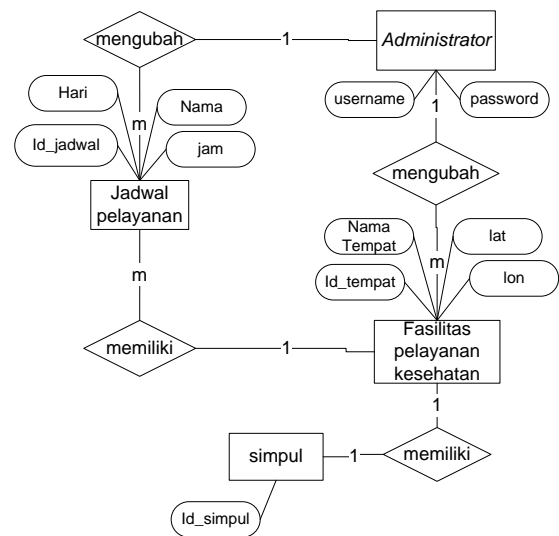 mengubah
1
Administrator
Hari
Nama
username
1
password
m
Id_jadwal
jam
mengubah
Jadwal
pelayanan
Nama
Tempat
lat
m
m
Id_tempat
lon
memiliki
1
Fasilitas
pelayanan
kesehatan
1
simpul
1
memiliki
Id_simpul